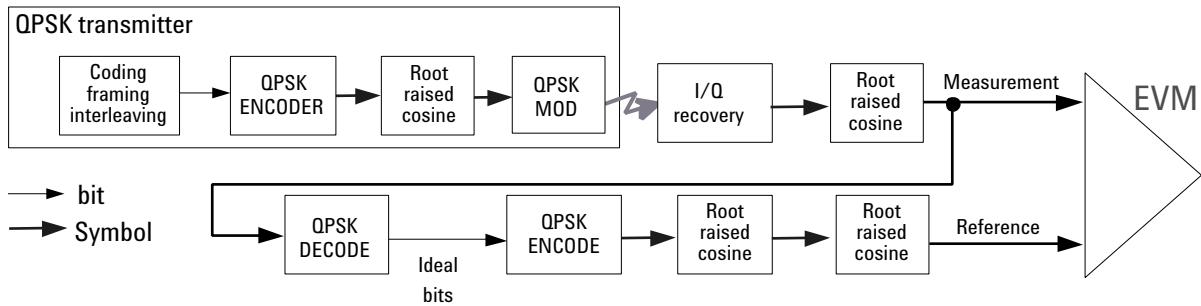 QPSK transmitter
Coding
framing
interleaving
QPSK
ENCODER
Root
raised
cosine
QPSK
MOD
I/Q
recovery
Root
raised
cosine
Measurement
EVM
bit
Symbol
QPSK
DECODE
Ideal
bits
QPSK
ENCODE
Root
raised
cosine
Root
raised
cosine
Reference